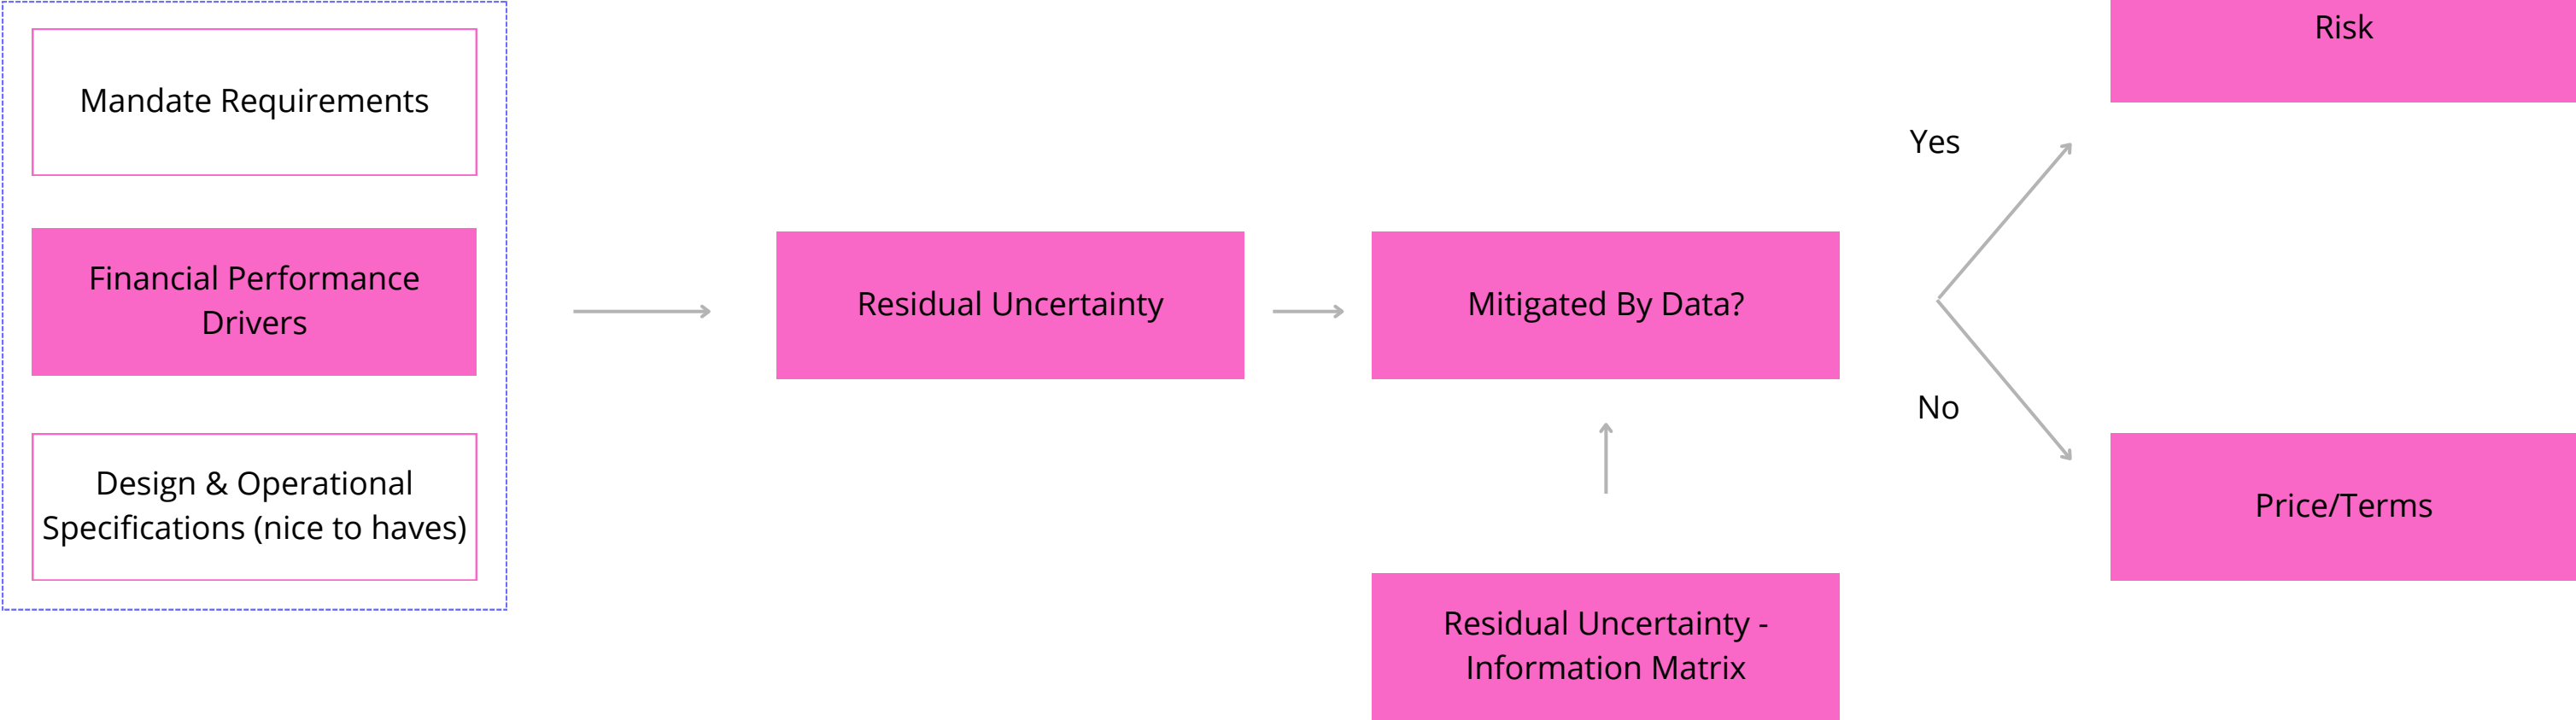 Mandate Requirements
Financial Performance
Drivers
Design & Operational
Specifications (nice to haves)
Residual Uncertainty
Mitigated By Data?
Residual Uncertainty -
Information Matrix
Yes
No
Risk
Price/Terms